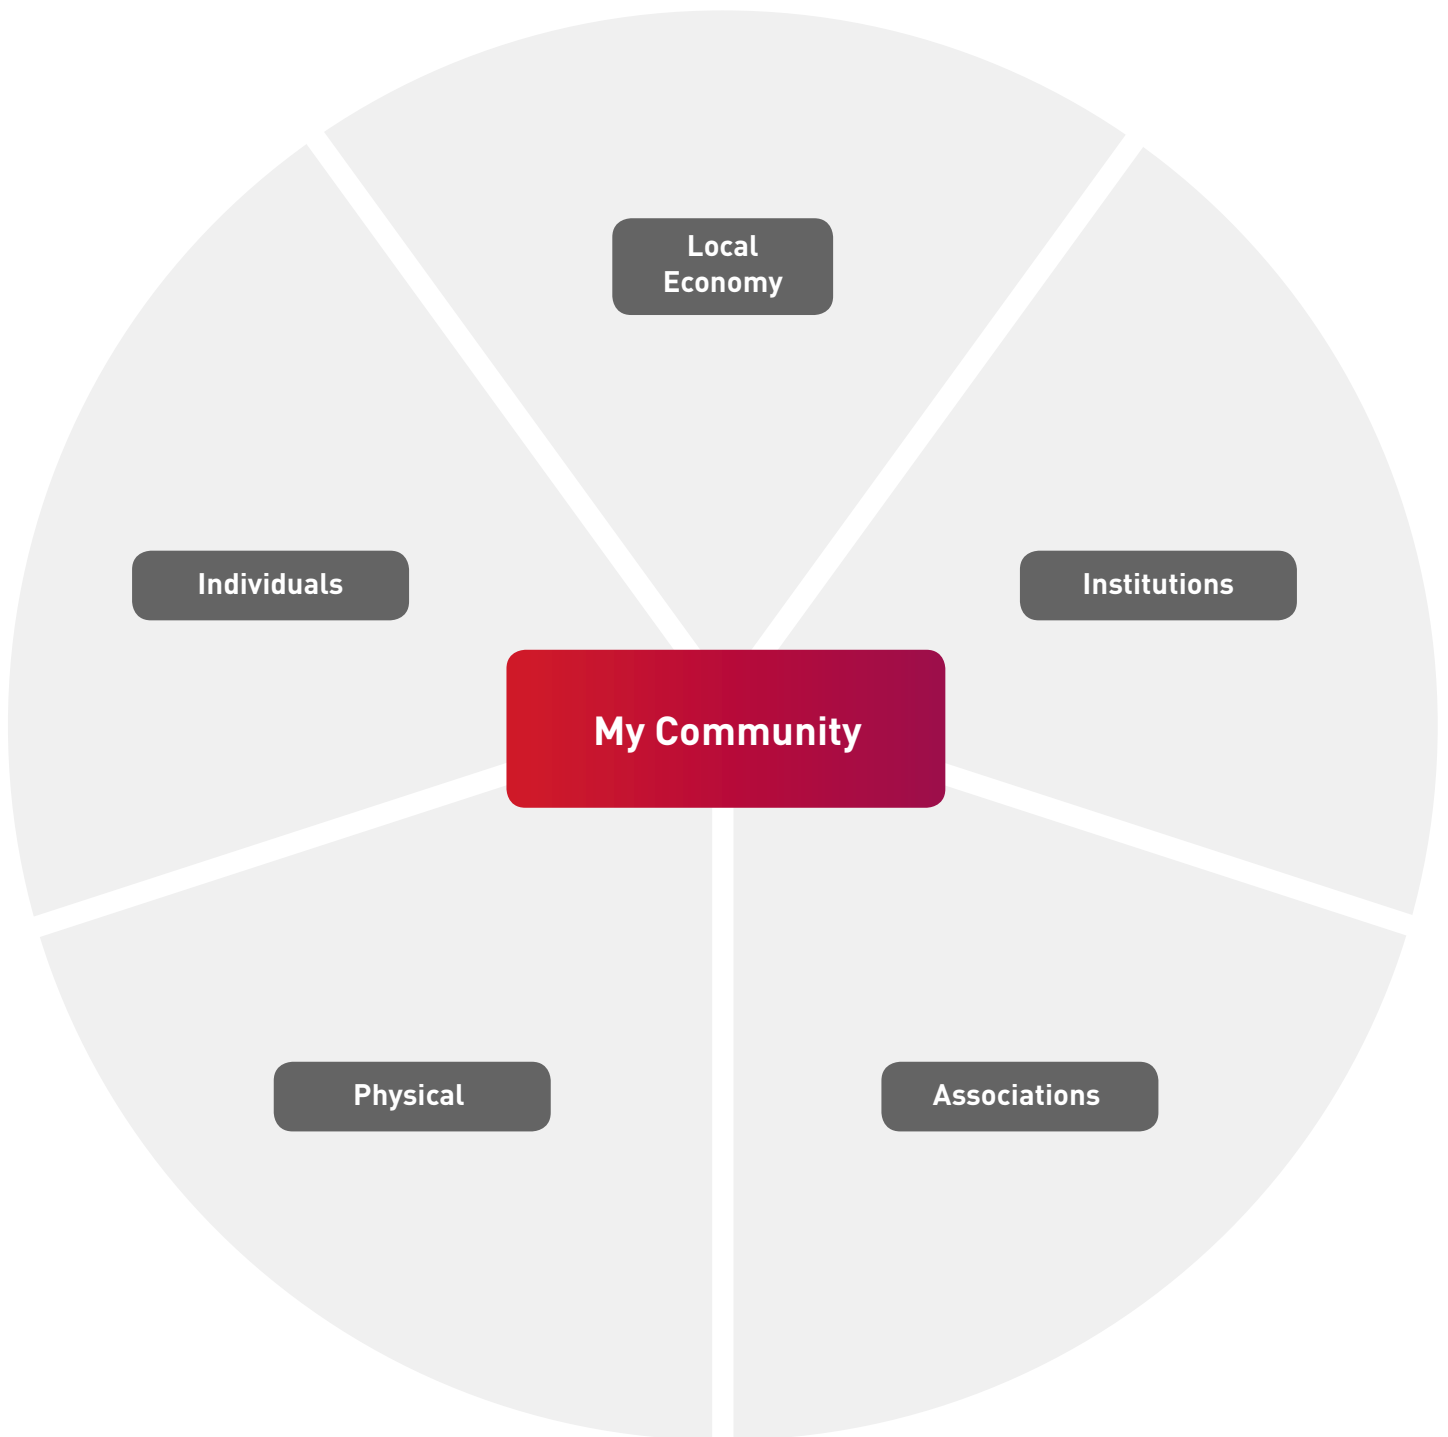 Local
Economy
Individuals
Institutions
My Community
Physical
Associations